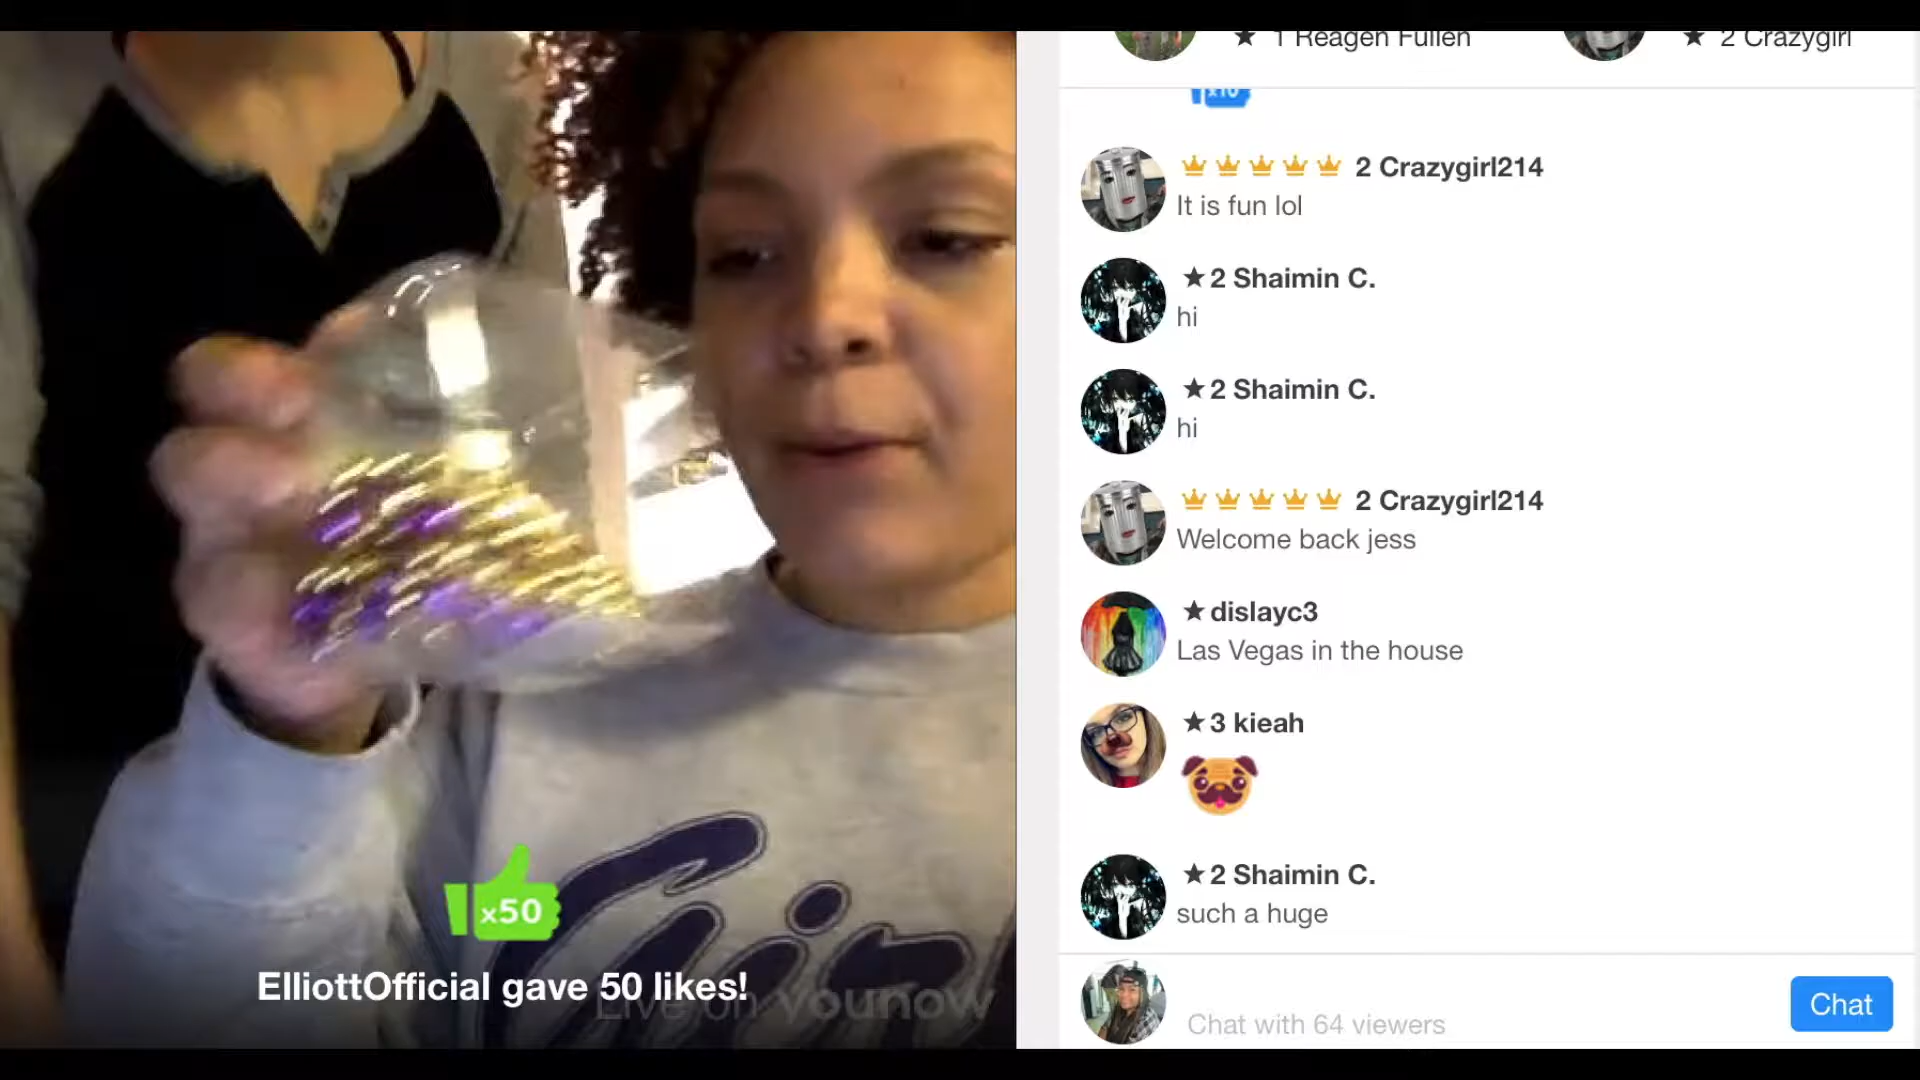 x50
ElliottOfficial gave 50 likes!
Live on younow
★ 1 Reagen Fullen
★ 2 Crazygirl
x10
2 Crazygirl214
It is fun lol
★ 2 Shaimin C.
hi
★ 2 Shaimin C.
hi
2 Crazygirl214
Welcome back jess
★ dislayc3
Las Vegas in the house
★ 3 kieah
★ 2 Shaimin C.
such a huge
Chat with 64 viewers
Chat